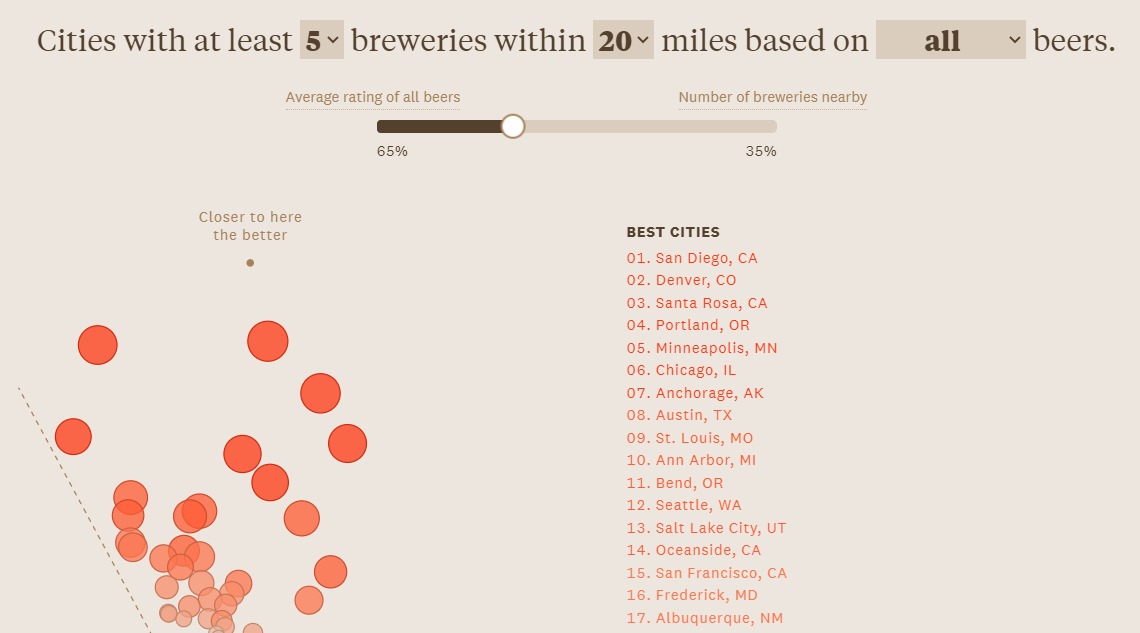 Cities with at least 5 breweries within 20 miles based on all beers.
Average rating of all beers Number of breweries nearby
65% 35%
Closer to here
the better
BEST CITIES
01. San Diego, CA
02. Denver, CO
03. Santa Rosa, CA
04. Portland, OR
05. Minneapolis, MN
06. Chicago, IL
07. Anchorage, AK
08. Austin, TX
09. St. Louis, MO
10. Ann Arbor, MI
11. Bend, OR
12. Seattle, WA
13. Salt Lake City, UT
14. Oceanside, CA
15. San Francisco, CA
16. Frederick, MD
17. Albuquerque, NM